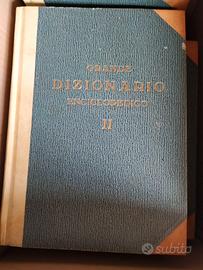 GRANDE
DIZIONARIO
ENCICLOPEDICO
II
subito